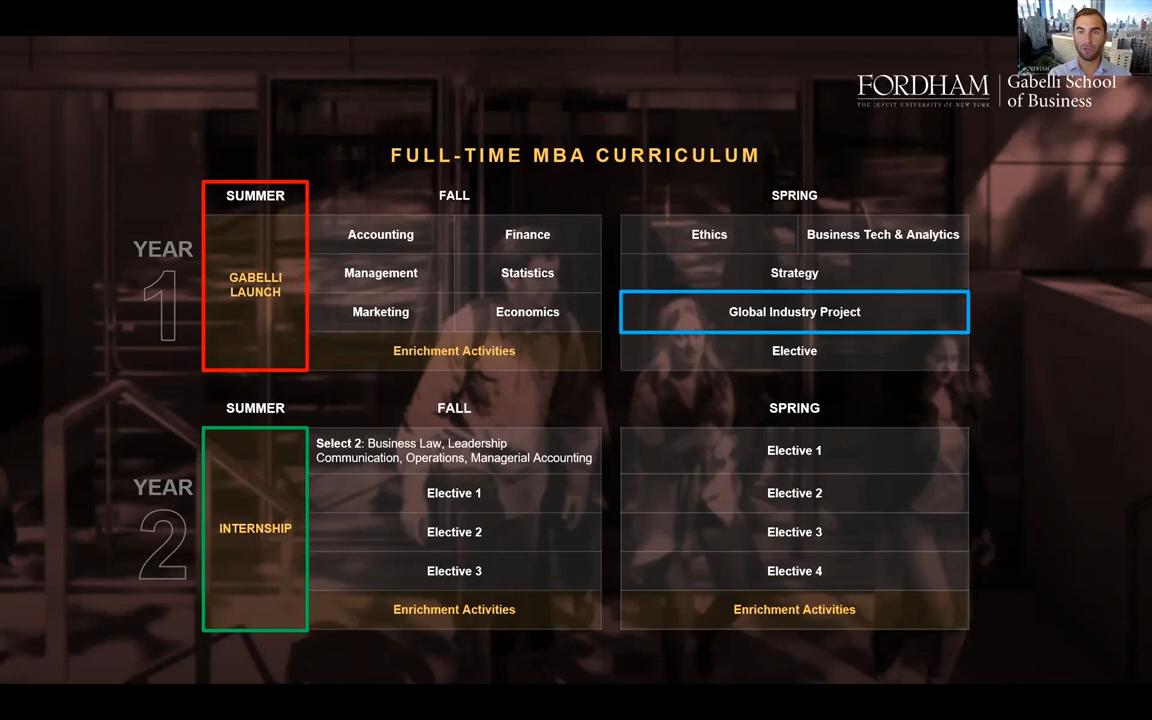 FORDHAM
FORDHAM
THE JESUIT UNIVERSITY OF NEW YORK
Gabelli School
of Business
FULL-TIME MBA CURRICULUM
SUMMER
FALL
SPRING
YEAR
1
GABELLI
LAUNCH
Accounting
Finance
Ethics
Business Tech & Analytics
Management
Statistics
Strategy
Marketing
Economics
Global Industry Project
Enrichment Activities
Elective
SUMMER
FALL
SPRING
YEAR
2
INTERNSHIP
Select 2: Business Law, Leadership
Communication, Operations, Managerial Accounting
Elective 1
Elective 1
Elective 2
Elective 2
Elective 3
Elective 3
Elective 4
Enrichment Activities
Enrichment Activities